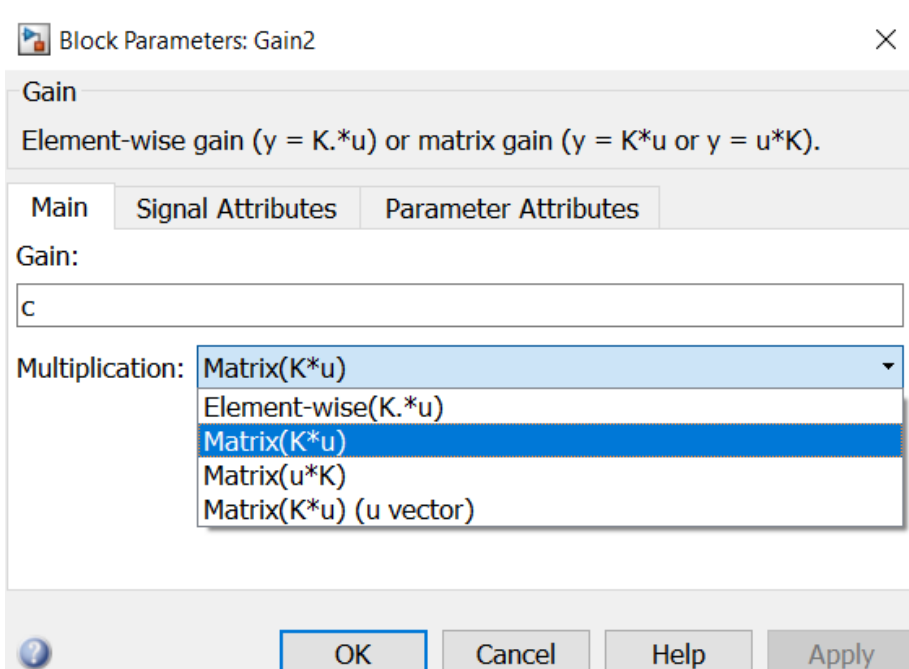 Block Parameters: Gain2
Gain
Element-wise gain (y = K.*u) or matrix gain (y = K*u or y = u*K).
Main Signal Attributes Parameter Attributes
Gain:
c
Multiplication: Matrix(K*u)
Element-wise(K.*u)
Matrix(K*u)
Matrix(u*K)
Matrix(K*u) (u vector)
? OK Cancel Help Apply